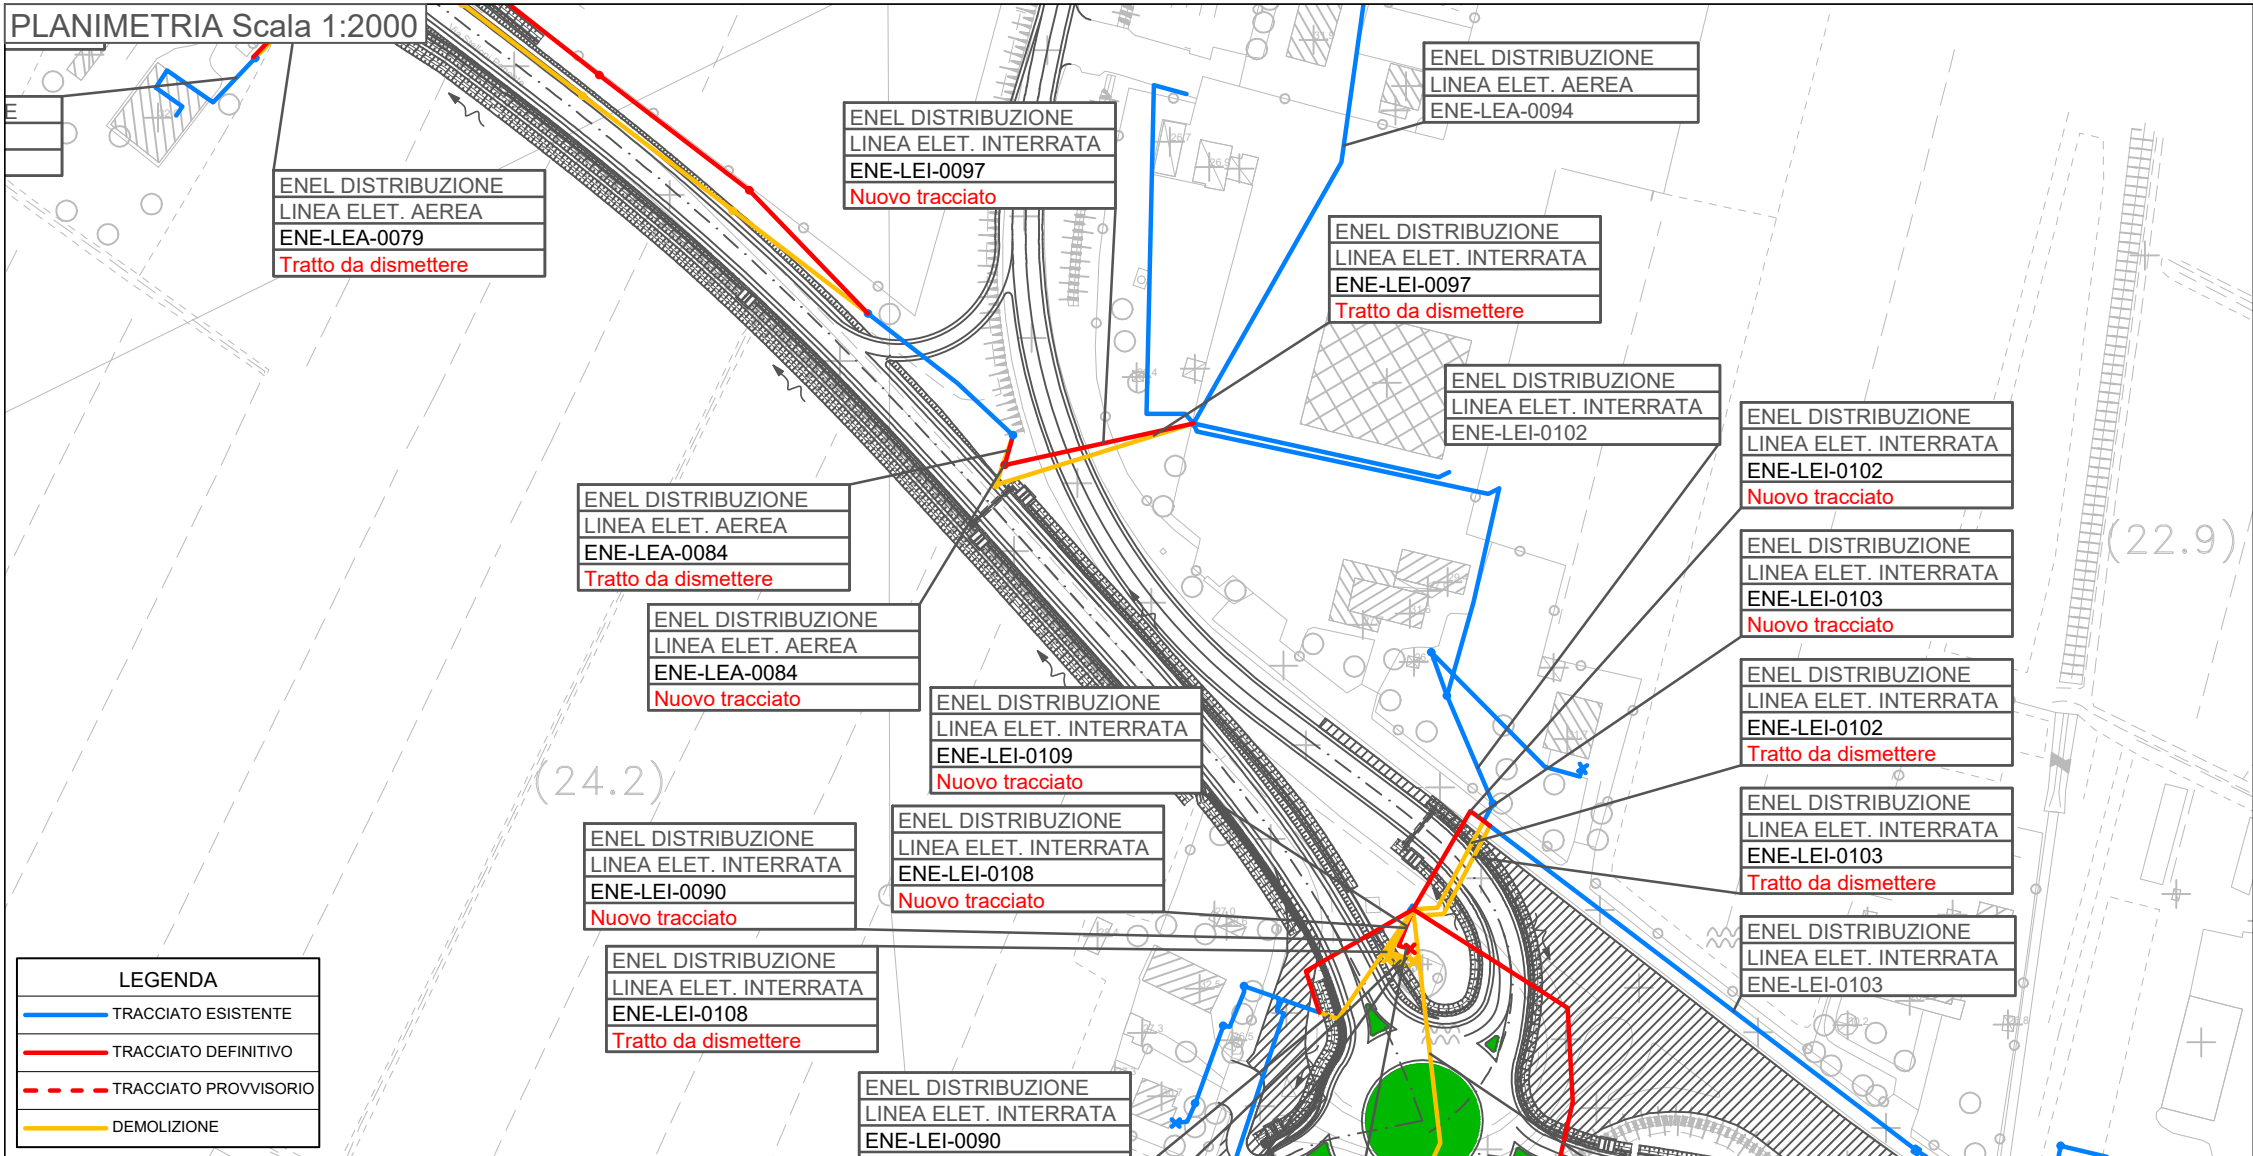 PLANIMETRIA Scala 1:2000
E
ENEL DISTRIBUZIONE
LINEA ELET. AEREA
ENE-LEA-0094
ENEL DISTRIBUZIONE
LINEA ELET. INTERRATA
ENE-LEI-0097
Nuovo tracciato
ENEL DISTRIBUZIONE
LINEA ELET. AEREA
ENE-LEA-0079
Tratto da dismettere
ENEL DISTRIBUZIONE
LINEA ELET. INTERRATA
ENE-LEI-0097
Tratto da dismettere
ENEL DISTRIBUZIONE
LINEA ELET. INTERRATA
ENE-LEI-0102
ENEL DISTRIBUZIONE
LINEA ELET. INTERRATA
ENE-LEI-0102
Nuovo tracciato
ENEL DISTRIBUZIONE
LINEA ELET. AEREA
ENE-LEA-0084
Tratto da dismettere
(22.9)
ENEL DISTRIBUZIONE
LINEA ELET. INTERRATA
ENE-LEI-0103
Nuovo tracciato
ENEL DISTRIBUZIONE
LINEA ELET. AEREA
ENE-LEA-0084
Nuovo tracciato
ENEL DISTRIBUZIONE
LINEA ELET. INTERRATA
ENE-LEI-0102
Tratto da dismettere
ENEL DISTRIBUZIONE
LINEA ELET. INTERRATA
ENE-LEI-0109
Nuovo tracciato
(24.2)
ENEL DISTRIBUZIONE
LINEA ELET. INTERRATA
ENE-LEI-0103
Tratto da dismettere
ENEL DISTRIBUZIONE
LINEA ELET. INTERRATA
ENE-LEI-0108
Nuovo tracciato
ENEL DISTRIBUZIONE
LINEA ELET. INTERRATA
ENE-LEI-0090
Nuovo tracciato
ENEL DISTRIBUZIONE
LINEA ELET. INTERRATA
ENE-LEI-0103
ENEL DISTRIBUZIONE
LINEA ELET. INTERRATA
ENE-LEI-0108
Tratto da dismettere
LEGENDA
TRACCIATO ESISTENTE
TRACCIATO DEFINITIVO
TRACCIATO PROVVISORIO
DEMOLIZIONE
ENEL DISTRIBUZIONE
LINEA ELET. INTERRATA
ENE-LEI-0090